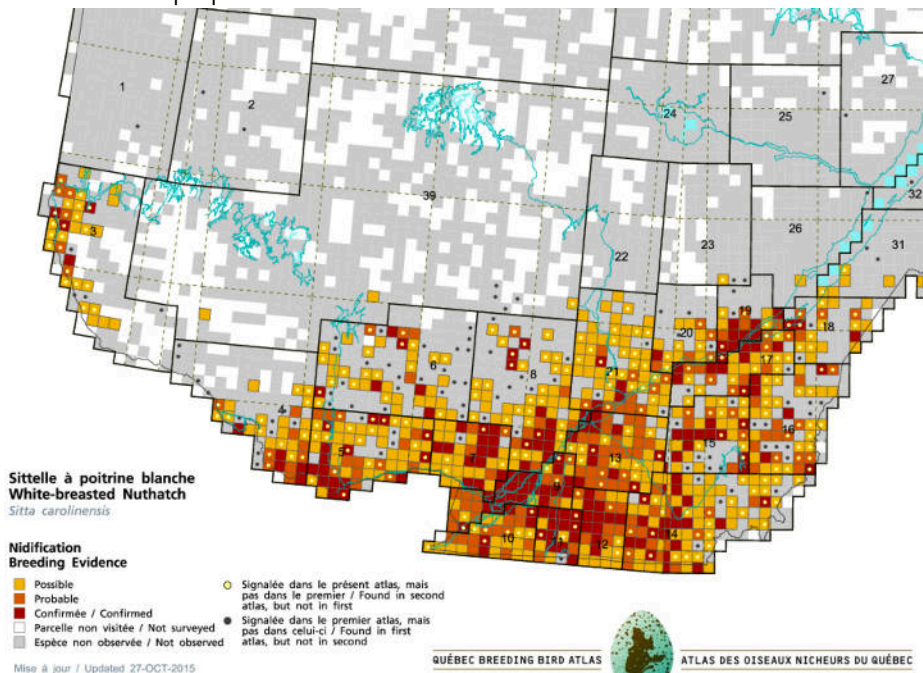 1
2
27
24
25
39
32
3
22
23
26
31
19
20
18
6
8
21
17
4
16
5
7
13
15
9
10
11
12
14
Sittelle à poitrine blanche
White-breasted Nuthatch
Sitta carolinensis
Nidification
Breeding Evidence
Possible
Probable
Confirmée / Confirmed
Parcelle non visitée / Not surveyed
Espèce non observée / Not observed
Signalée dans le présent atlas, mais
pas dans le premier / Found in second
atlas, but not in first
Signalée dans le premier atlas, mais
pas dans celui-ci / Found in first
atlas, but not in second
Mise à jour / Updated 27-OCT-2015
QUÉBEC BREEDING BIRD ATLAS
ATLAS DES OISEAUX NICHEURS DU QUÉBEC